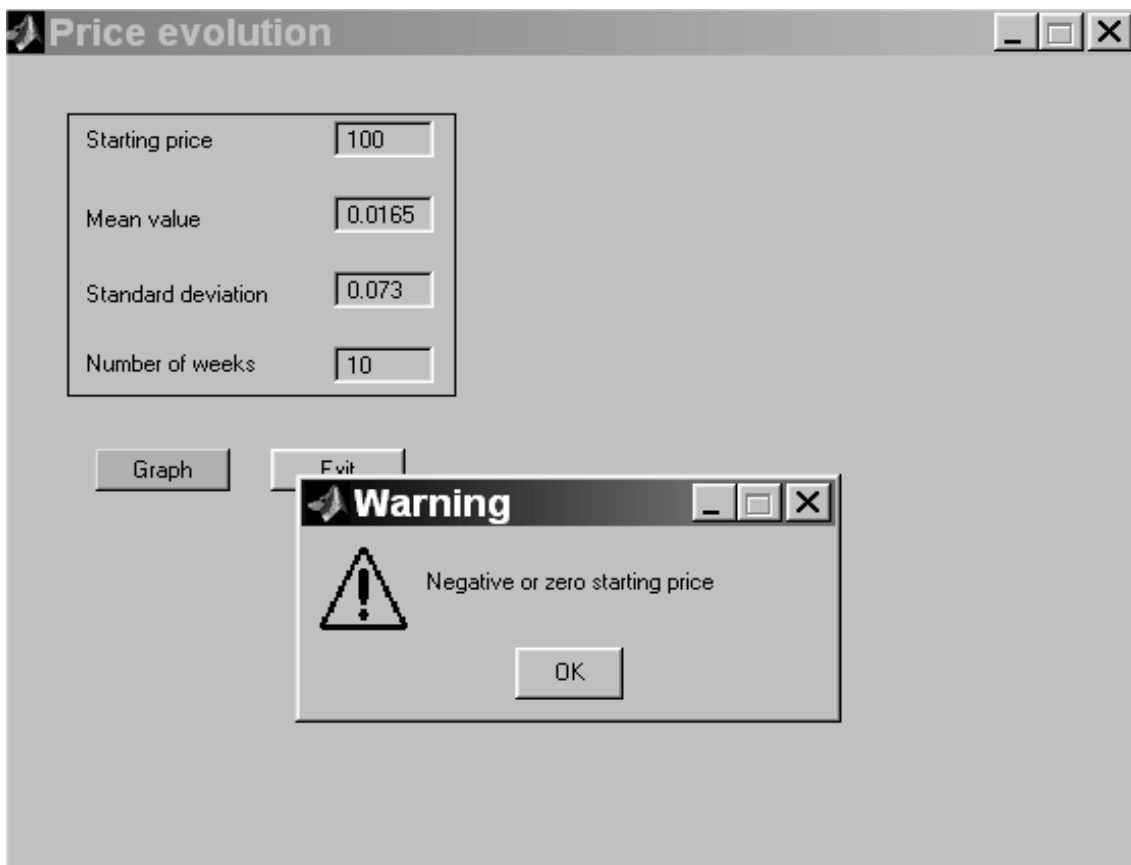 Price evolution
Starting price 100
Mean value 0.0165
Standard deviation 0.073
Number of weeks 10
Graph Exit
Warning
Negative or zero starting price
OK